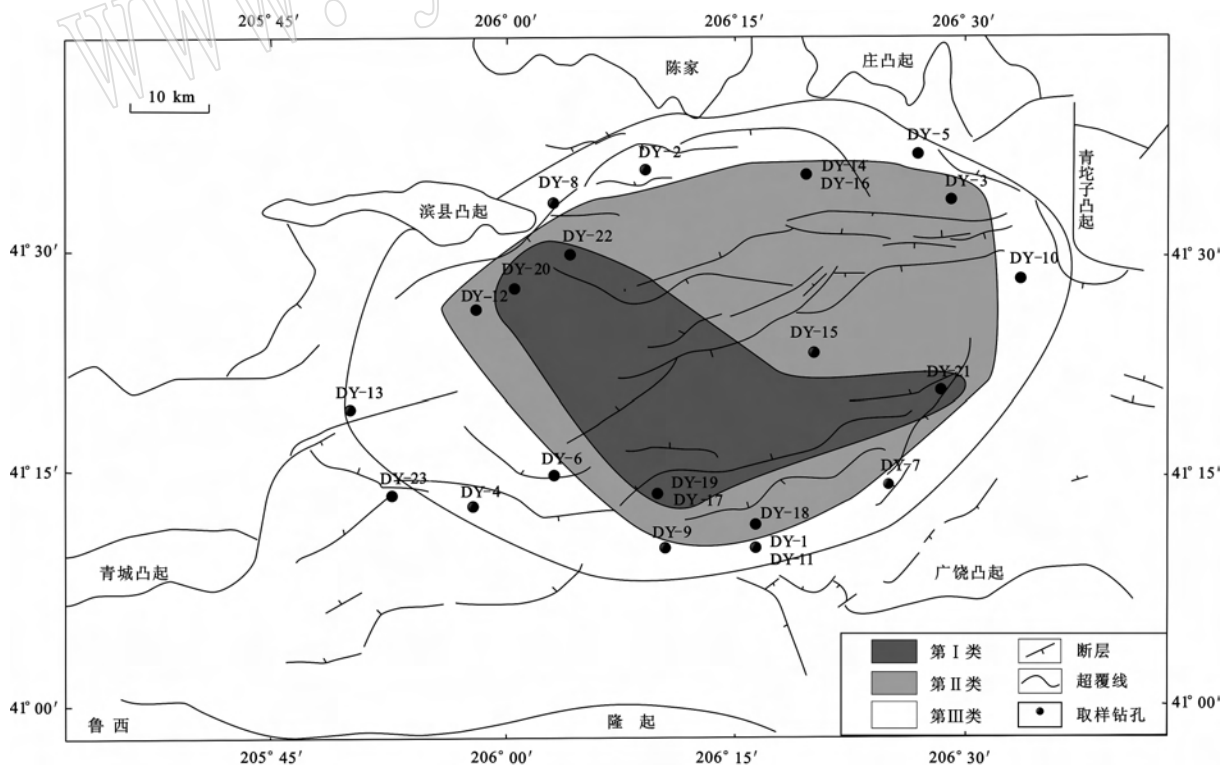 www.
205° 45′ 206° 00′ 206° 15′ 206° 30′
10 km
陈家
庄凸起
DY-5
DY-2
DY-14
DY-16
DY-3
青坨子凸起
DY-8
滨县凸起
41° 30′
DY-22
41° 30′
DY-20
DY-10
DY-12
DY-15
DY-21
DY-13
41° 15′
DY-6
DY-7
41° 15′
DY-23
DY-4
DY-19
DY-17
DY-18
DY-9
DY-1
DY-11
青城凸起
广饶凸起
第Ⅰ类 断层
第Ⅱ类 超覆线
第Ⅲ类 取样钻孔
41° 00′
鲁西 隆起
41° 00′
205° 45′ 206° 00′ 206° 15′ 206° 30′